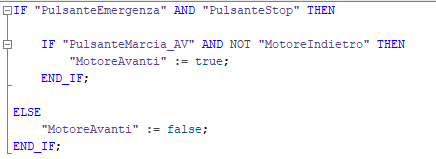 IF "PulsanteEmergenza" AND "PulsanteStop" THEN
IF "PulsanteMarcia_AV" AND NOT "MotoreIndietro" THEN
"MotoreAvanti" := true;
END_IF;
ELSE
"MotoreAvanti" := false;
END_IF;